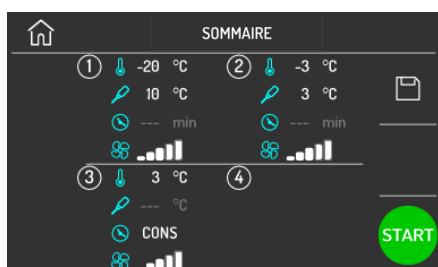 SOMMAIRE
1 -20 °C 2 -3 °C
10 °C 3 °C
--- min --- min
3 3 °C 4
--- °C
CONS
START